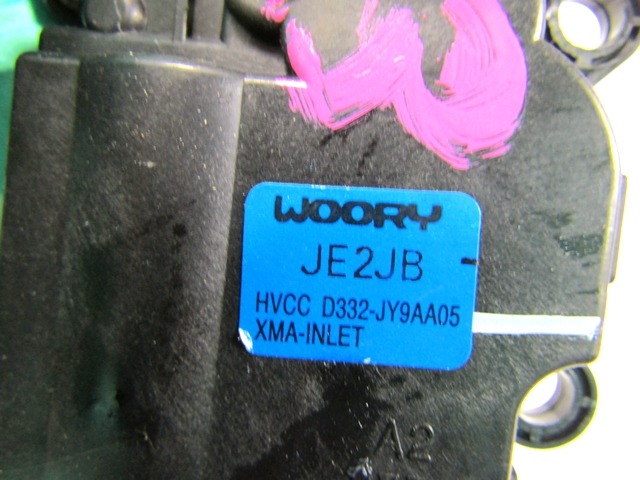 WOORY
JE2JB
HVCC D332-JY9AA05
XMA-INLET
A2